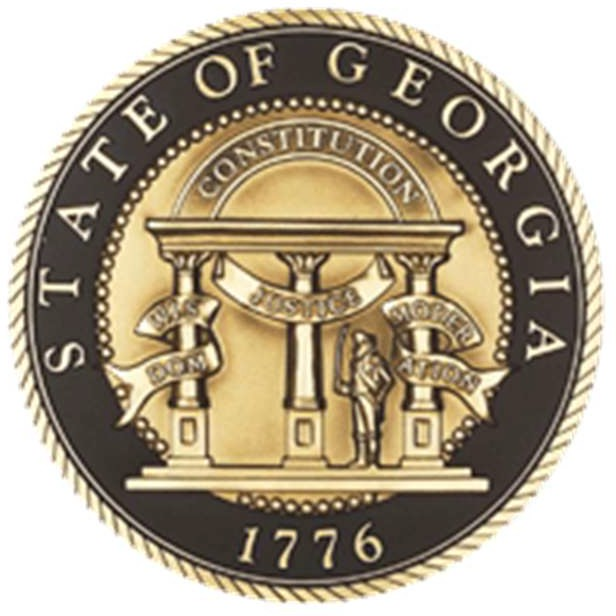 STATE OF GEORGIA
CONSTITUTION
JUSTICE
WIS
DOM
MODER
ATION
1776